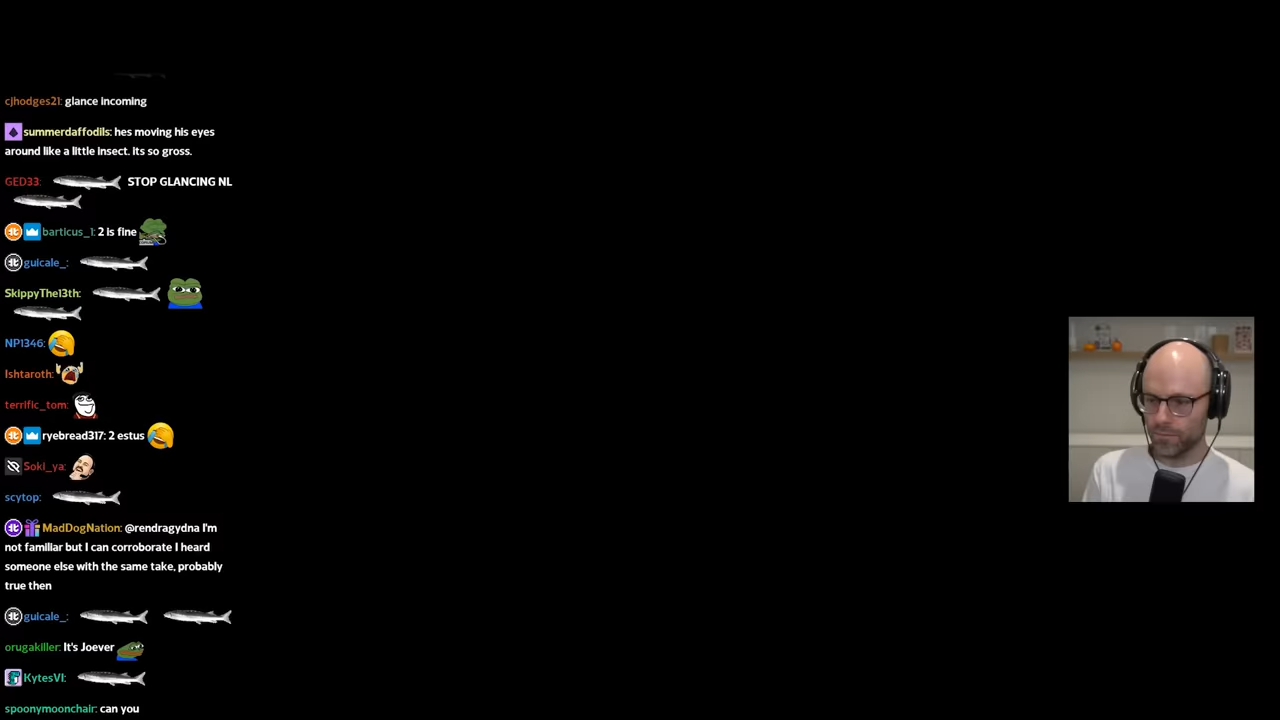 cjhodges21: glance incoming
summerdaffodils: hes moving his eyes
around like a little insect. its so gross.
GED33: STOP GLANCING NL
barticus_1: 2 is fine
guicale_:
SkippyThe13th:
NP1346:
Ishtaroth:
terrific_tom:
ryebread317: 2 estus
Soki_ya:
scytop:
MadDogNation: @rendragydna I'm
not familiar but I can corroborate I heard
someone else with the same take, probably
true then
guicale_:
orugakiller: It's Joever
KytesVI:
spoonymoonchair: can you